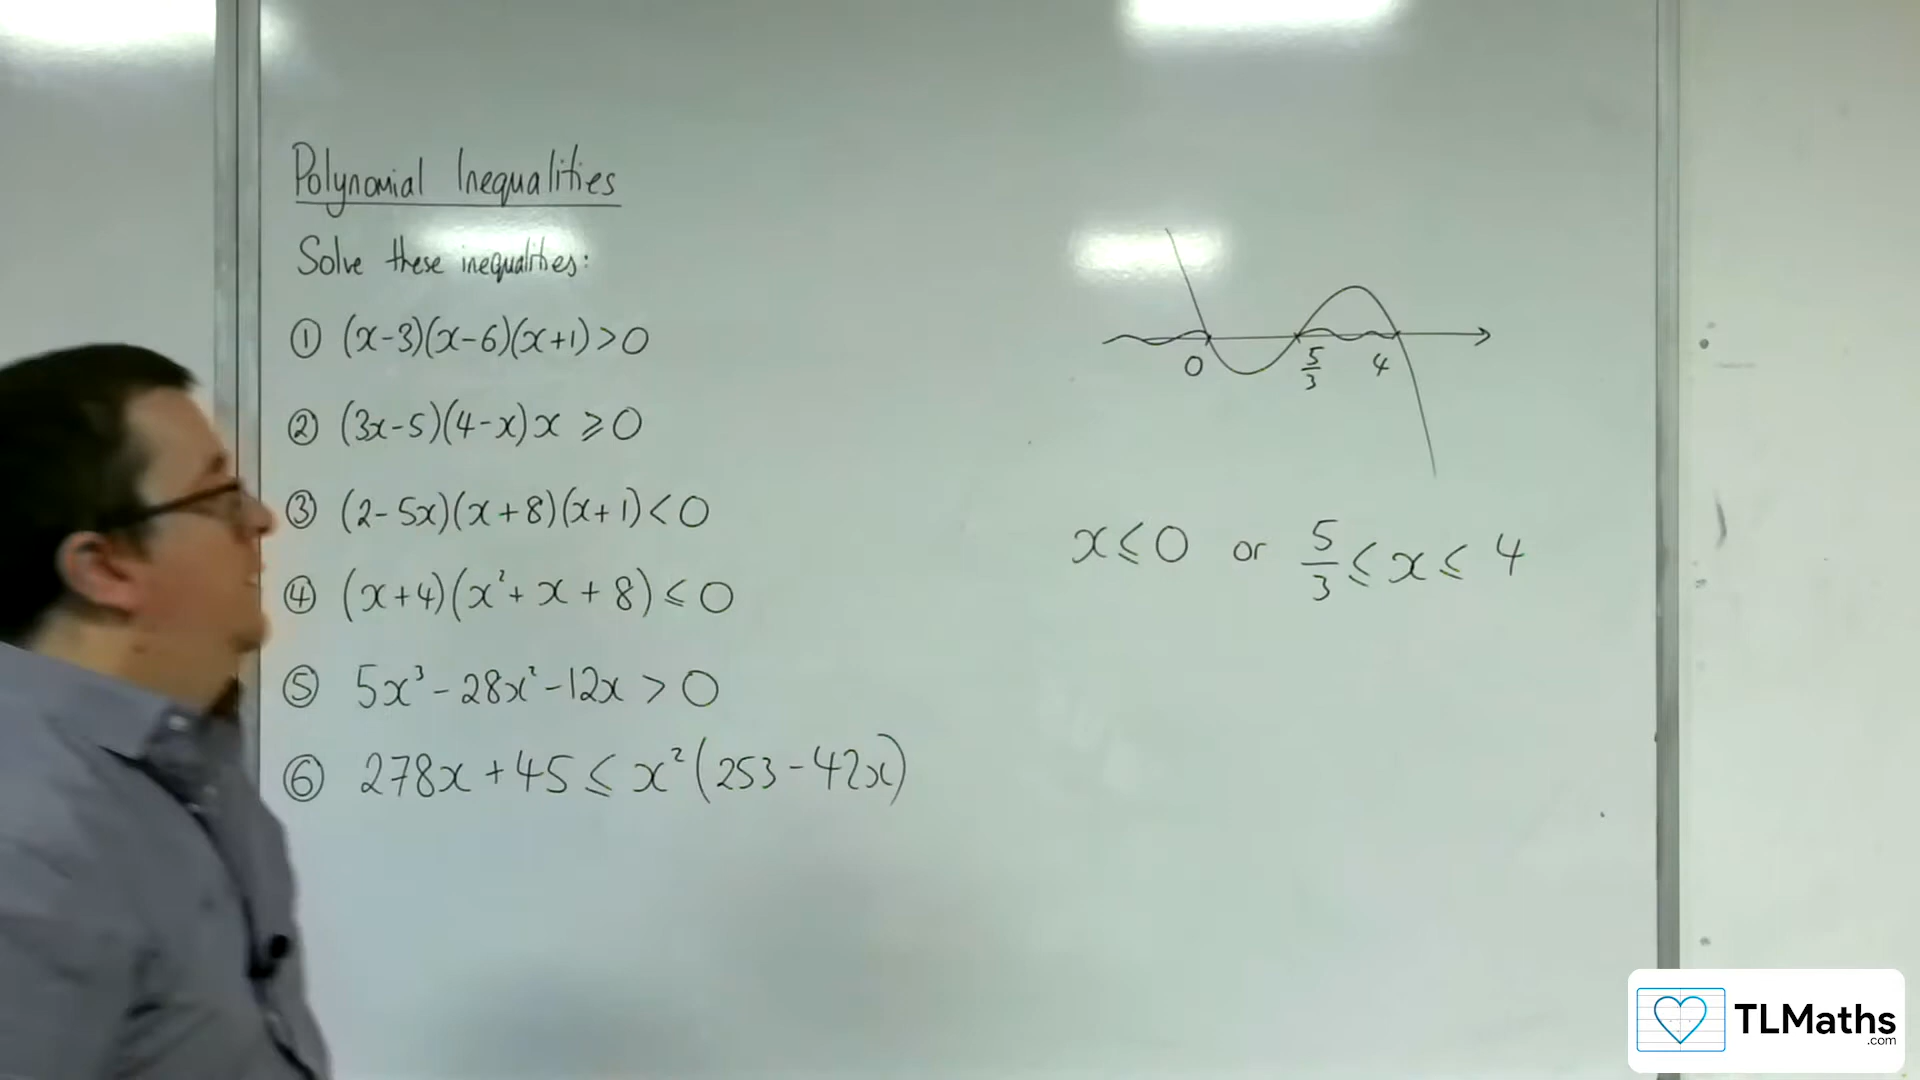 Polynomial Inequalities
Solve these inequalities:
① (x-3)(x-6)(x+1)>0
② (3x-5)(4-x)x ⩾0
③ (2-5x)(x+8)(x+1)<0
④ (x+4)(x²+x+8)⩽0
⑤ 5x³-28x²-12x>0
⑥ 278x+45⩽x²(253-42x)
0 5/3 4
x⩽0 or 5/3⩽x⩽4
TLMaths
.com